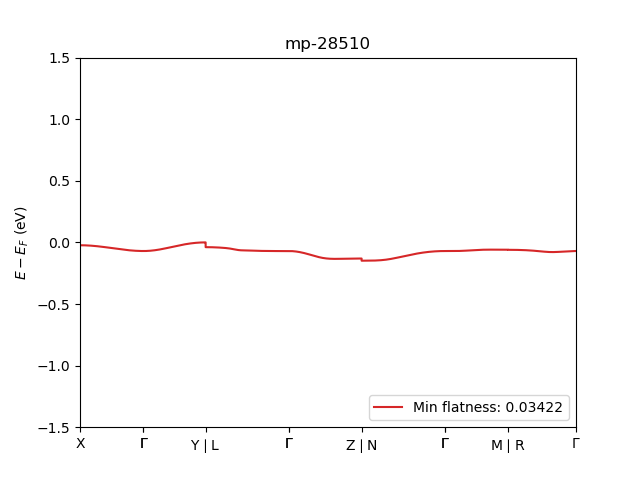 mp-28510
1.5
1.0
0.5
0.0
−0.5
−1.0
−1.5
E − E_F (eV)
Min flatness: 0.03422
X Γ Y | L Γ Z | N Γ M | R Γ